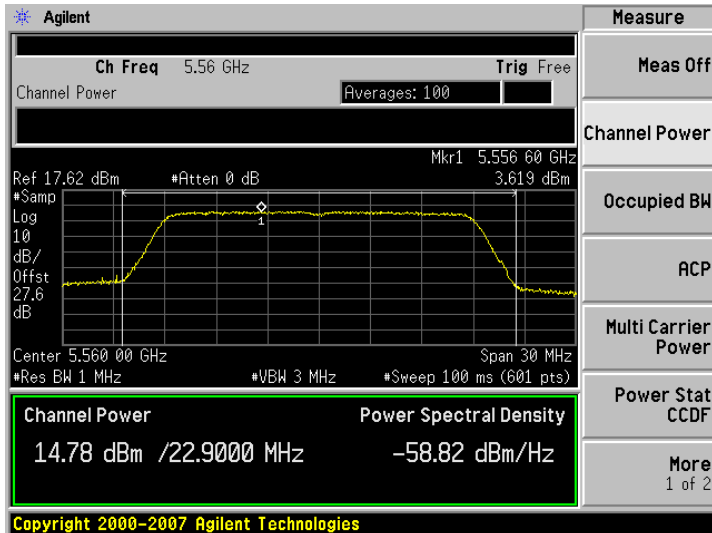 Agilent
Measure
Ch Freq 5.56 GHz Trig Free
Channel Power Averages: 100
Mkr1 5.556 60 GHz
Ref 17.62 dBm #Atten 0 dB 3.619 dBm
#Samp
Log
10
dB/
Offst
27.6
dB
1
Center 5.560 00 GHz Span 30 MHz
#Res BW 1 MHz #VBW 3 MHz #Sweep 100 ms (601 pts)
Channel Power Power Spectral Density
14.78 dBm /22.9000 MHz -58.82 dBm/Hz
Copyright 2000-2007 Agilent Technologies
Meas Off
Channel Power
Occupied BW
ACP
Multi Carrier
Power
Power Stat
CCDF
More
1 of 2